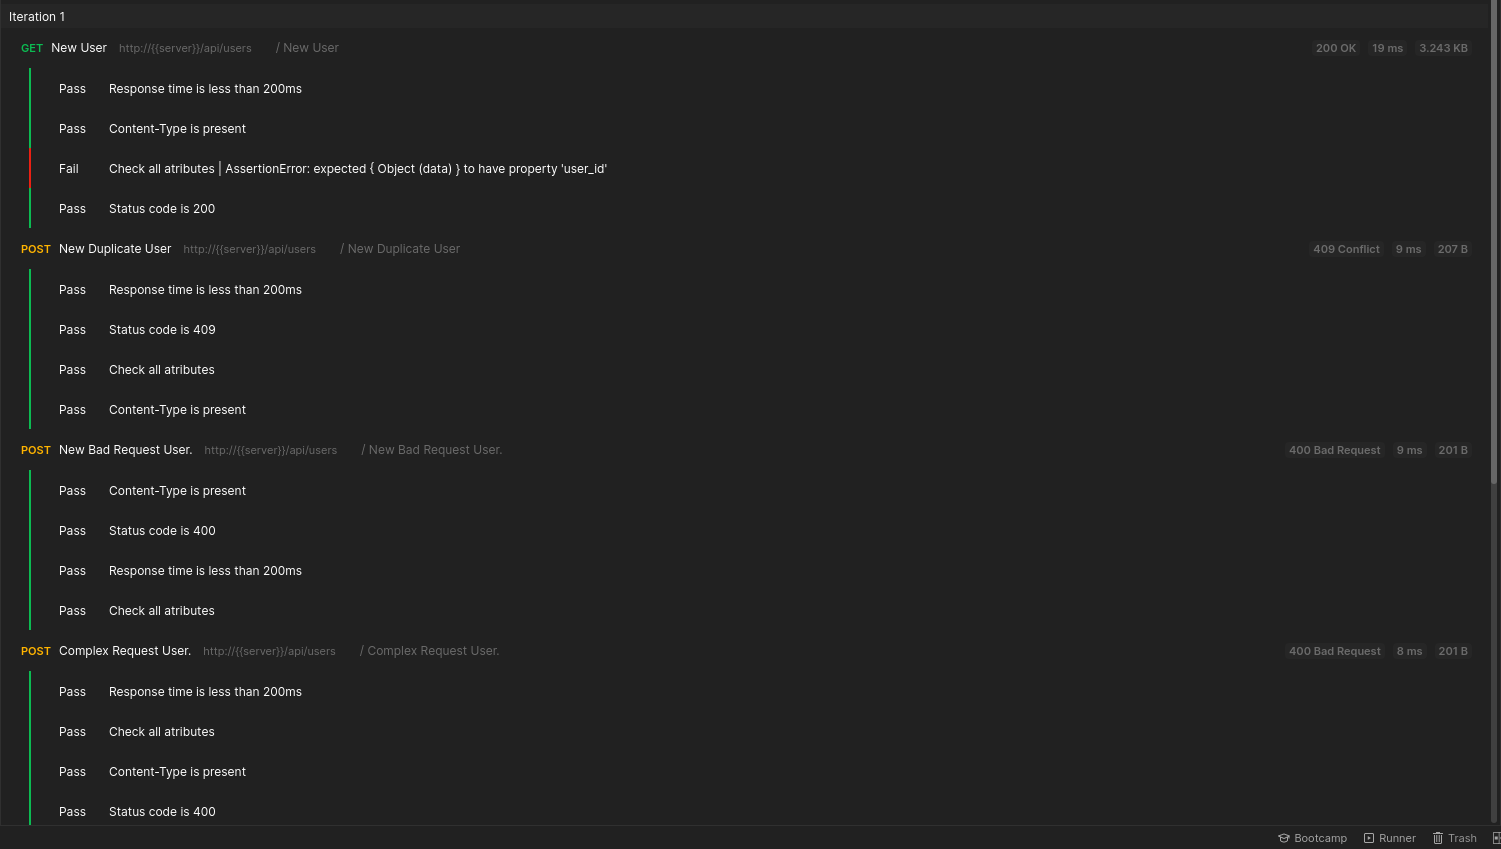 Iteration 1
GET New User http://{{server}}/api/users / New User 200 OK 19 ms 3.243 KB
Pass Response time is less than 200ms
Pass Content-Type is present
Fail Check all atributes | AssertionError: expected { Object (data) } to have property 'user_id'
Pass Status code is 200
POST New Duplicate User http://{{server}}/api/users / New Duplicate User 409 Conflict 9 ms 207 B
Pass Response time is less than 200ms
Pass Status code is 409
Pass Check all atributes
Pass Content-Type is present
POST New Bad Request User. http://{{server}}/api/users / New Bad Request User. 400 Bad Request 9 ms 201 B
Pass Content-Type is present
Pass Status code is 400
Pass Response time is less than 200ms
Pass Check all atributes
POST Complex Request User. http://{{server}}/api/users / Complex Request User. 400 Bad Request 8 ms 201 B
Pass Response time is less than 200ms
Pass Check all atributes
Pass Content-Type is present
Pass Status code is 400
Bootcamp Runner Trash